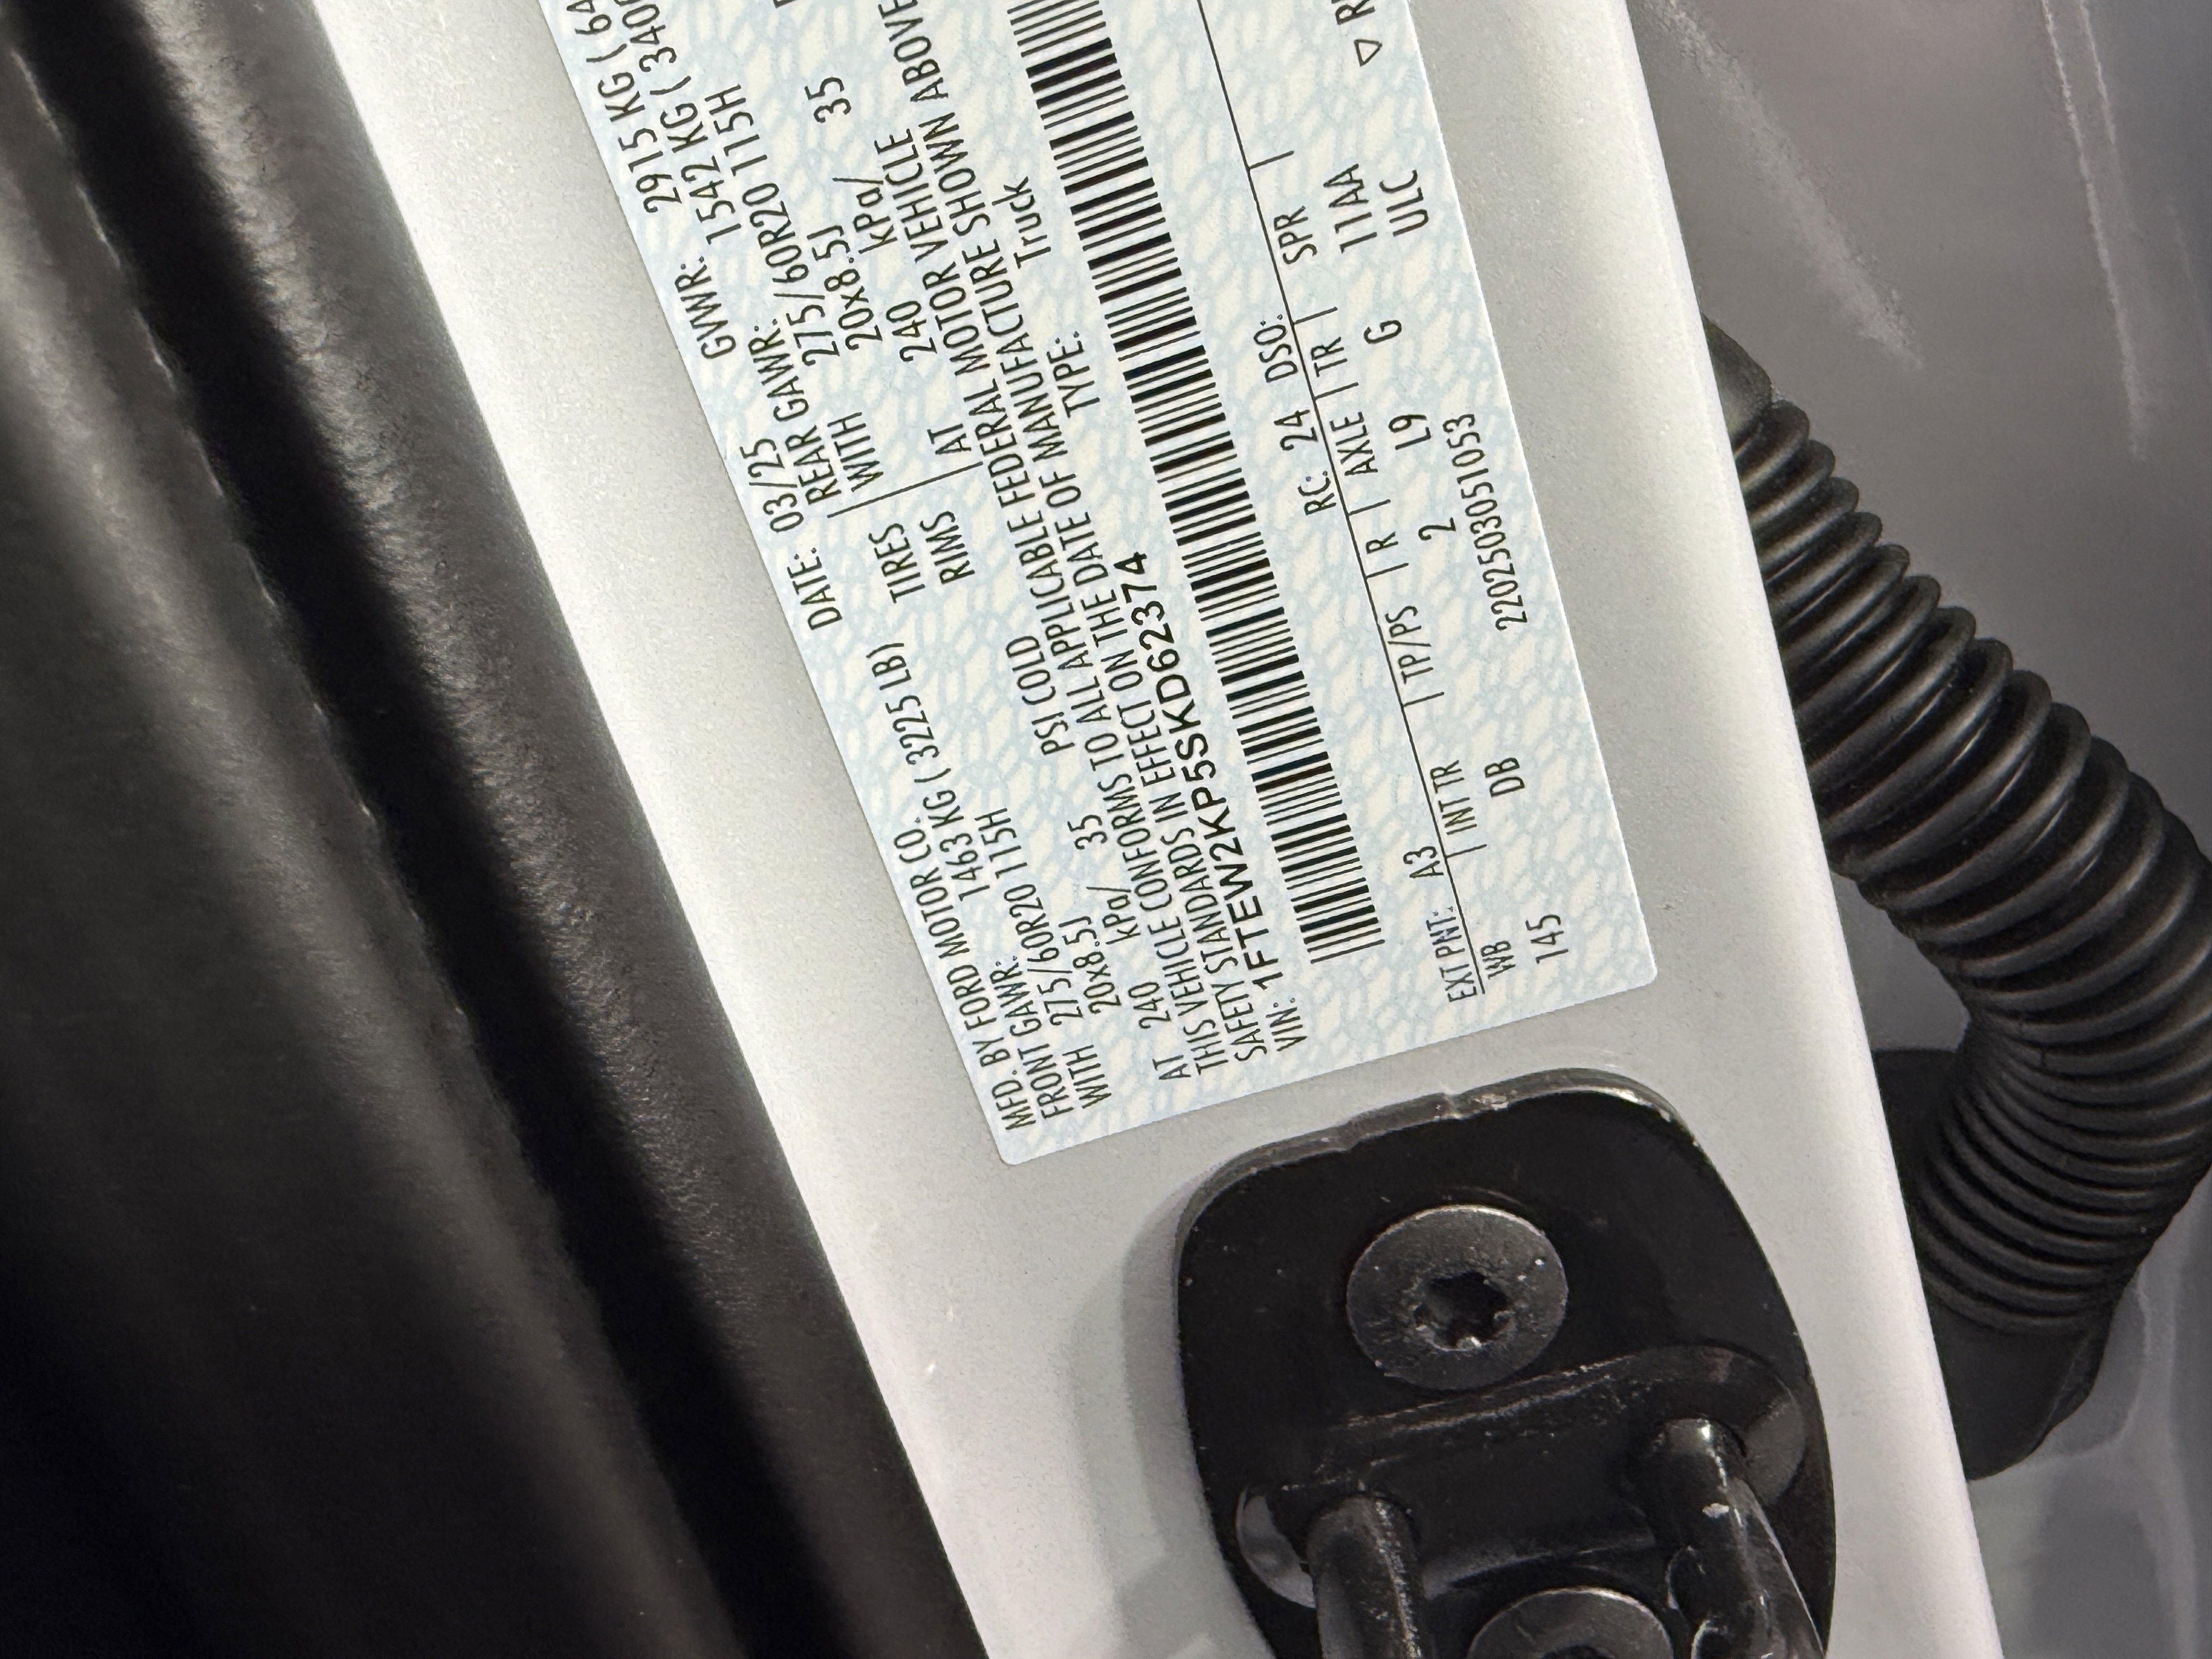 MFD. BY FORD MOTOR CO. DATE: 03/25 GVWR: 2915 KG ( 64
FRONT GAWR: 1463 KG ( 3225 LB) REAR GAWR: 1542 KG ( 340
WITH 275/60R20 115H TIRES WITH 275/60R20 115H
20x8.5J RIMS 20x8.5J
AT 240 kPa/ 35 PSI COLD AT 240 kPa/ 35
THIS VEHICLE CONFORMS TO ALL APPLICABLE FEDERAL MOTOR VEHICLE
SAFETY STANDARDS IN EFFECT ON THE DATE OF MANUFACTURE SHOWN ABOVE
VIN: 1FTEW2KP5SKD62374 TYPE: Truck
EXT PNT: A3 RC: 24 DSO:
WB | INT TR | TP/PS | R | AXLE | TR | SPR
145 DB 2 L9 G 11AA
2202503051053 ULC